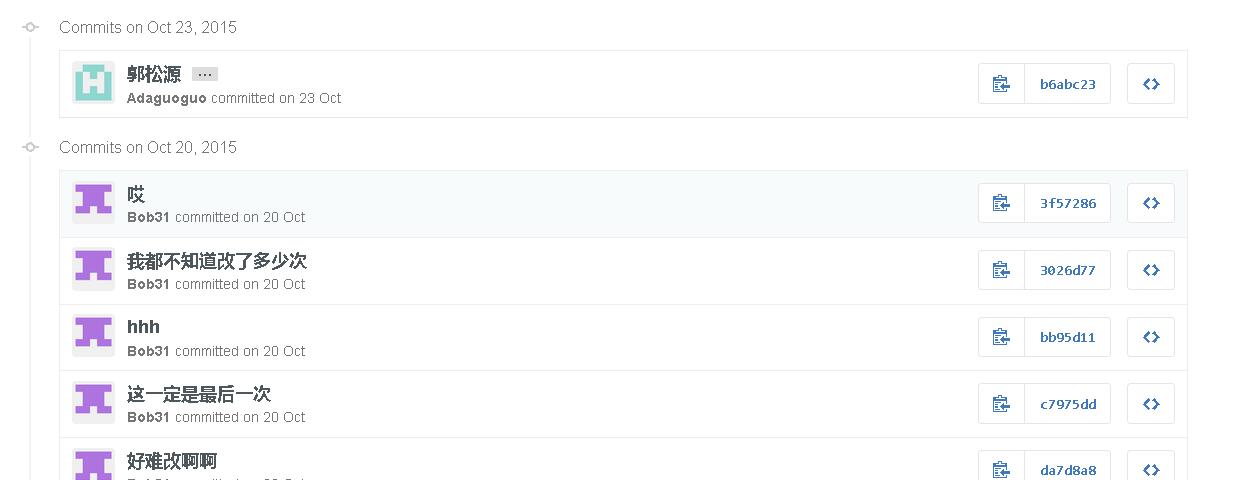 Commits on Oct 23, 2015
郭松源 ...
Adaguoguo committed on 23 Oct
b6abc23
Commits on Oct 20, 2015
哎
Bob31 committed on 20 Oct
3f57286
我都不知道改了多少次
Bob31 committed on 20 Oct
3026d77
hhh
Bob31 committed on 20 Oct
bb95d11
这一定是最后一次
Bob31 committed on 20 Oct
c7975dd
好难改啊啊
da7d8a8